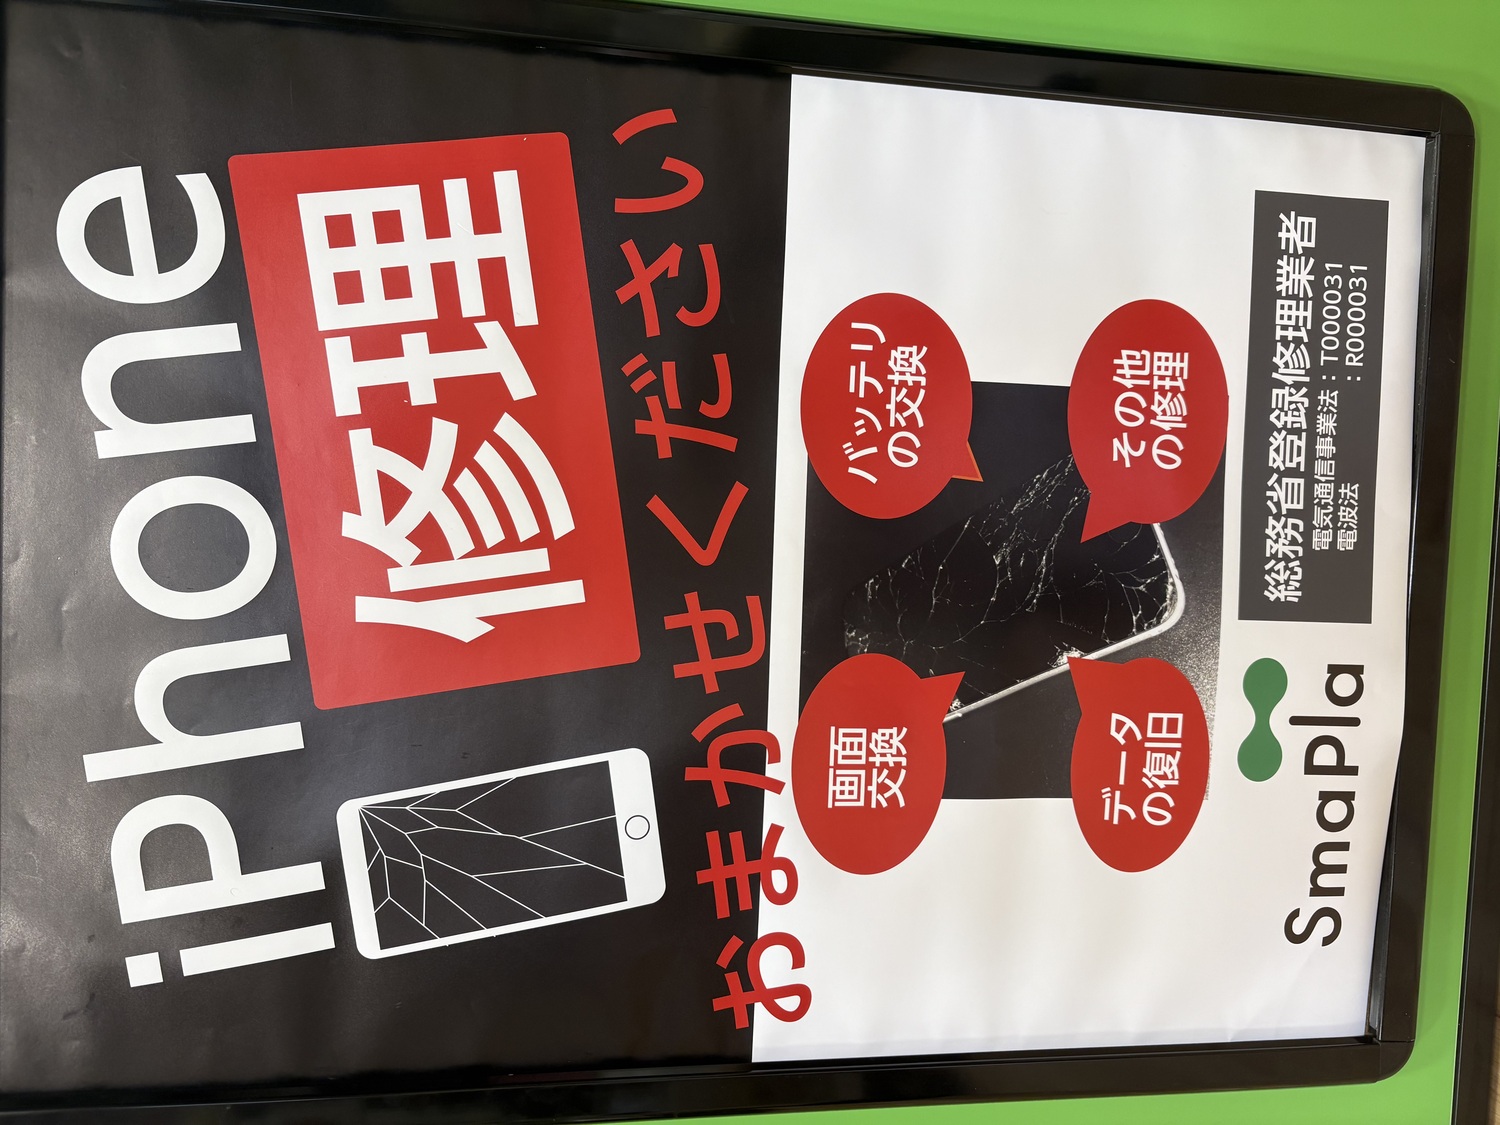 iPhone
修理
おまかせください
画面
交換
バッテリ
の交換
データ
の復旧
その他
の修理
SmaPla
総務省登録修理業者
電気通信事業法：T000031
電波法　　　　：R000031